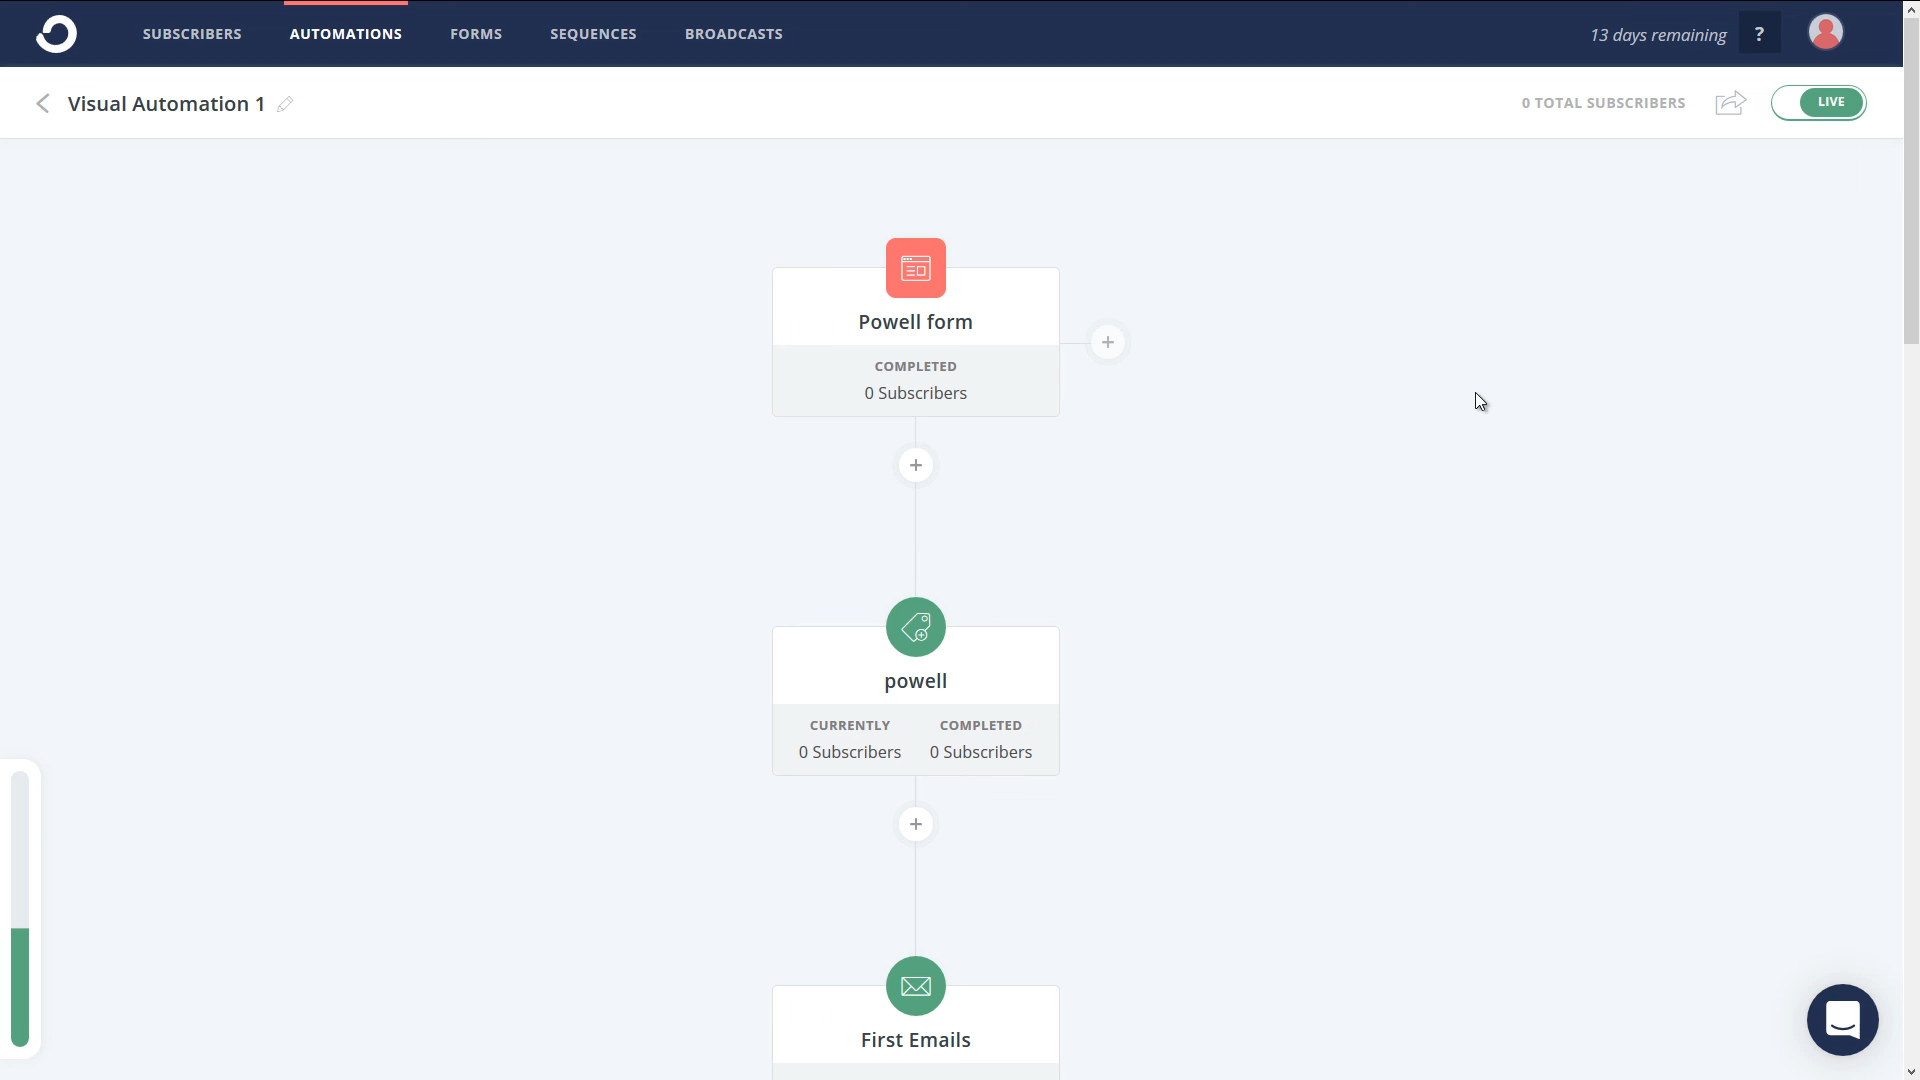 SUBSCRIBERS AUTOMATIONS FORMS SEQUENCES BROADCASTS 13 days remaining ?
Visual Automation 1 0 TOTAL SUBSCRIBERS LIVE
Powell form
+
COMPLETED
0 Subscribers
+
powell
CURRENTLY COMPLETED
0 Subscribers 0 Subscribers
+
First Emails